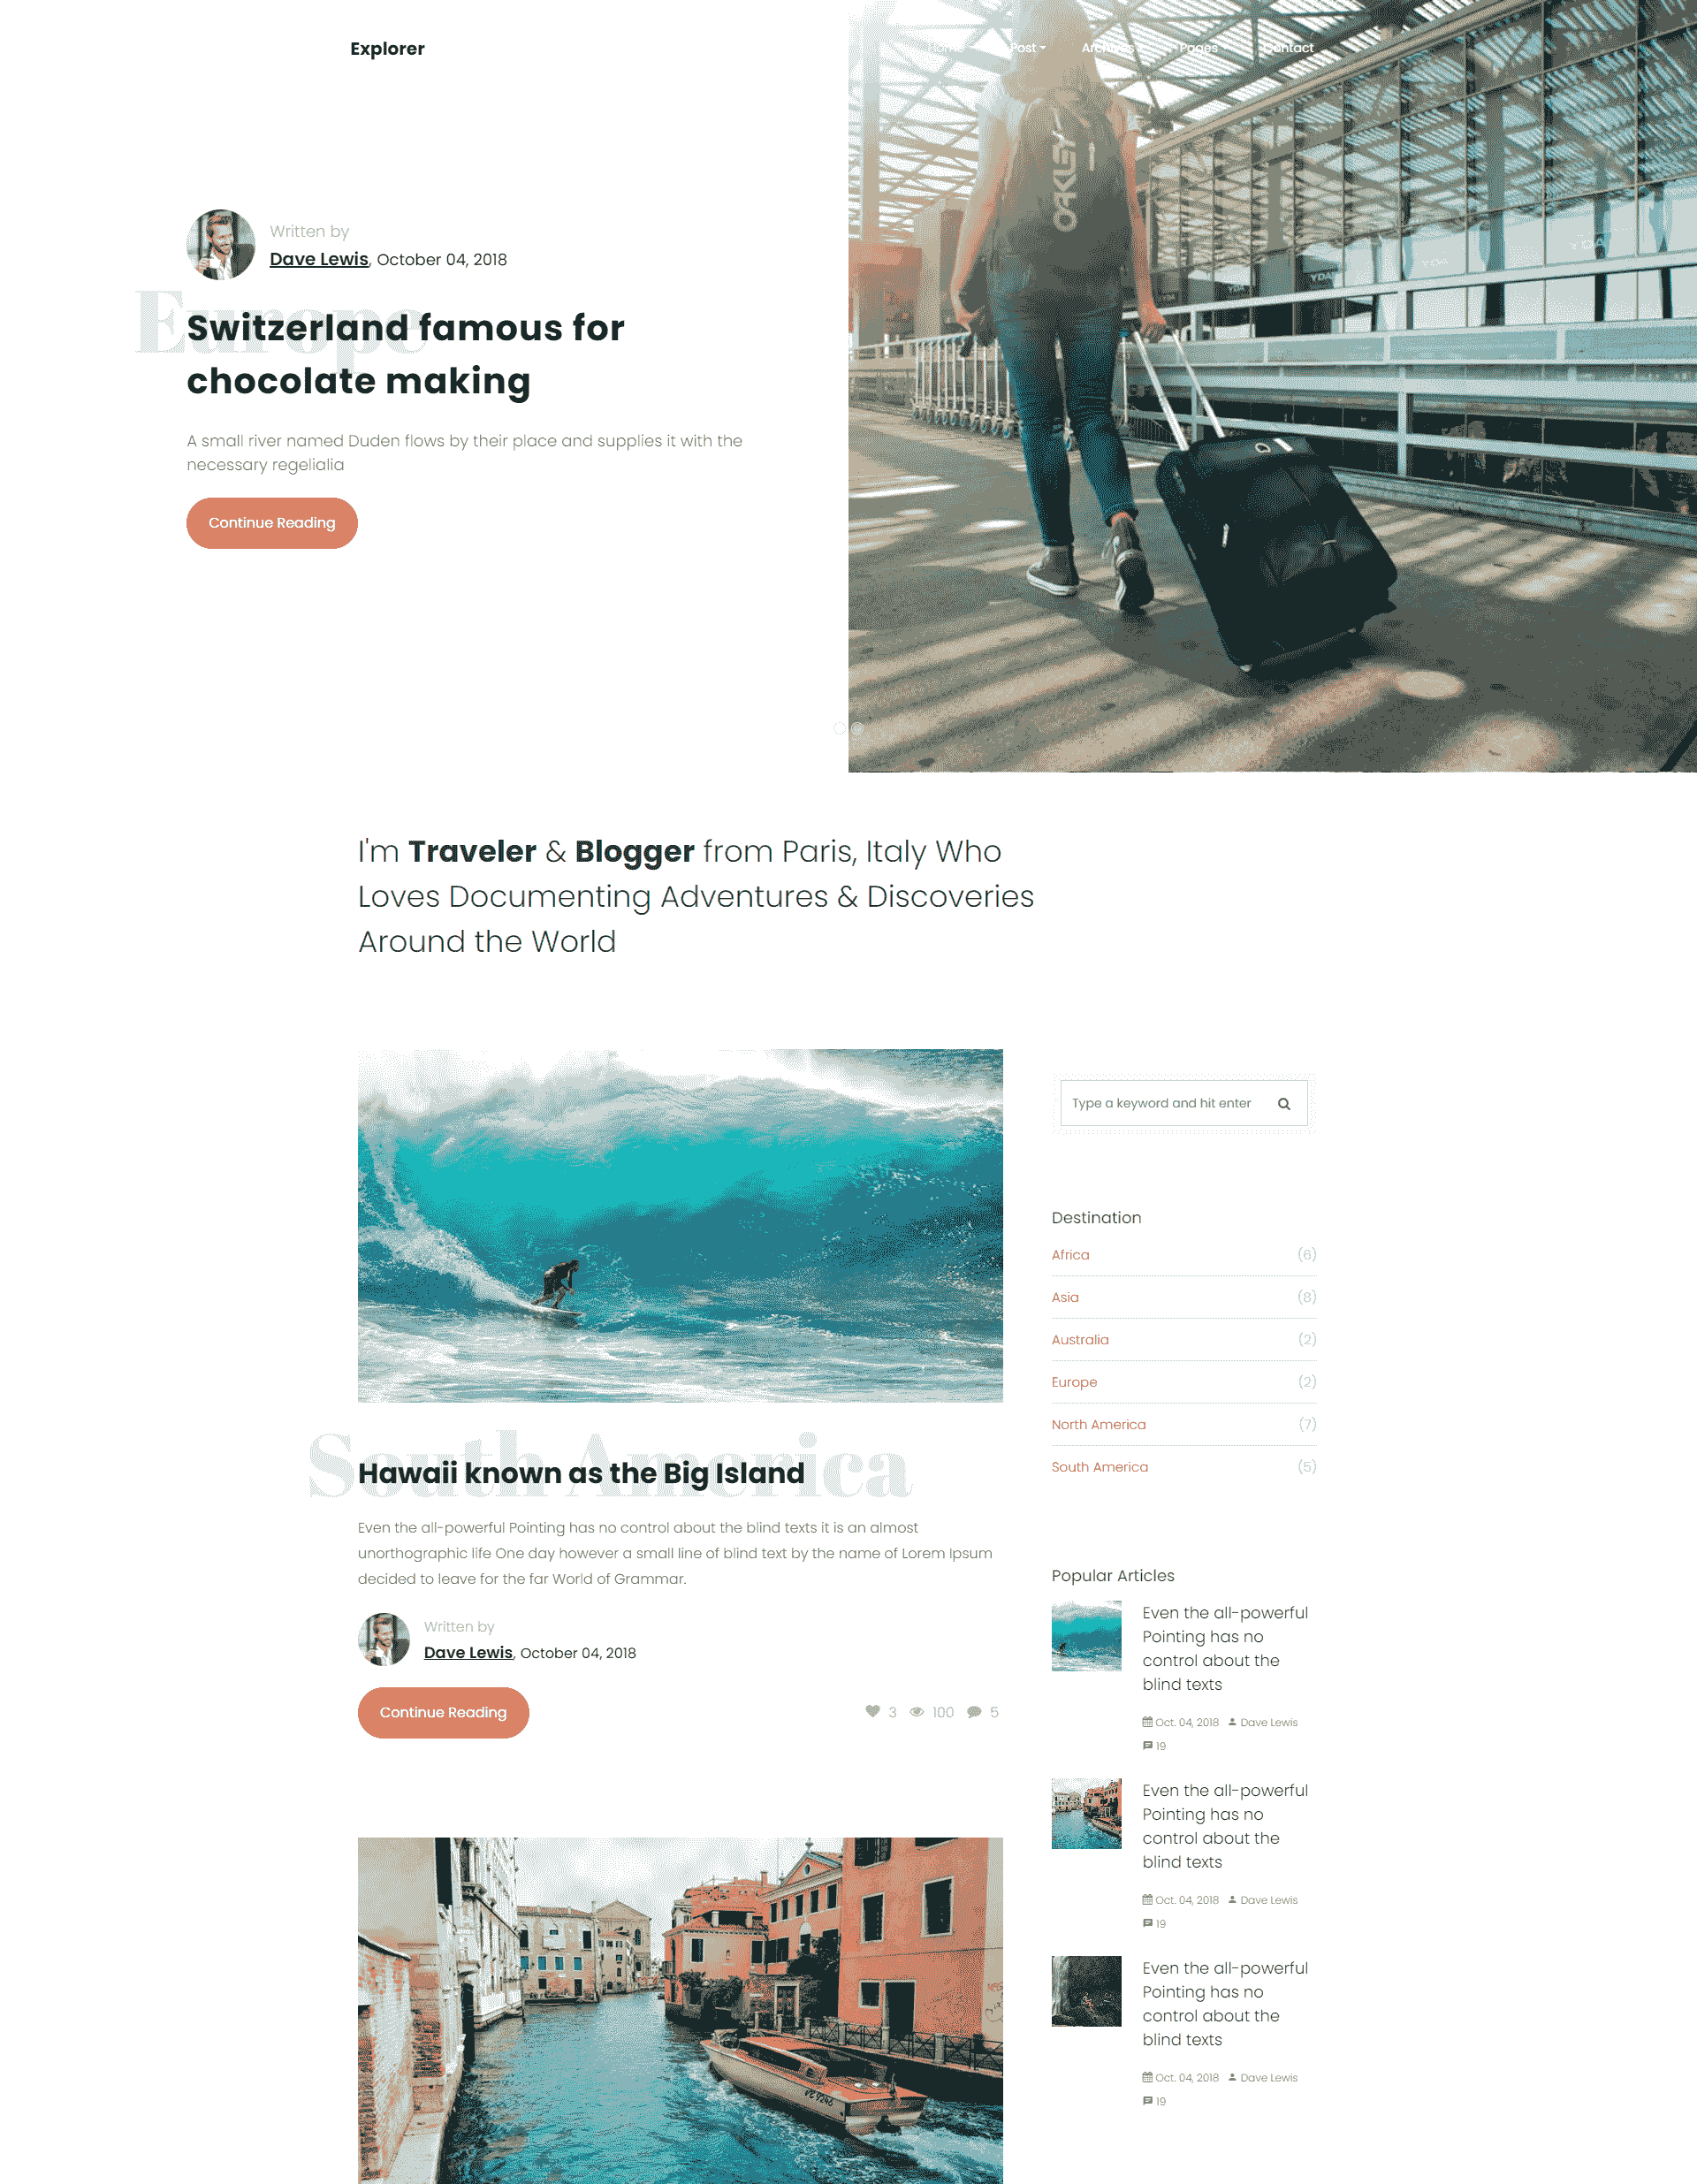 Explorer
Home Post Archives Pages Contact
OAKLEY
Written by
Dave Lewis, October 04, 2018
Europe
Switzerland famous for
chocolate making
A small river named Duden flows by their place and supplies it with the
necessary regelialia
Continue Reading
I'm Traveler & Blogger from Paris, Italy Who
Loves Documenting Adventures & Discoveries
Around the World
Type a keyword and hit enter
Destination
Africa (6)
Asia (8)
Australia (2)
Europe (2)
North America (7)
South America (5)
South America
Hawaii known as the Big Island
Even the all-powerful Pointing has no control about the blind texts it is an almost
unorthographic life One day however a small line of blind text by the name of Lorem Ipsum
decided to leave for the far World of Grammar.
Written by
Dave Lewis, October 04, 2018
Continue Reading
3 100 5
Popular Articles
Even the all-powerful
Pointing has no
control about the
blind texts
Oct. 04, 2018 Dave Lewis
19
Even the all-powerful
Pointing has no
control about the
blind texts
Oct. 04, 2018 Dave Lewis
19
Even the all-powerful
Pointing has no
control about the
blind texts
Oct. 04, 2018 Dave Lewis
19